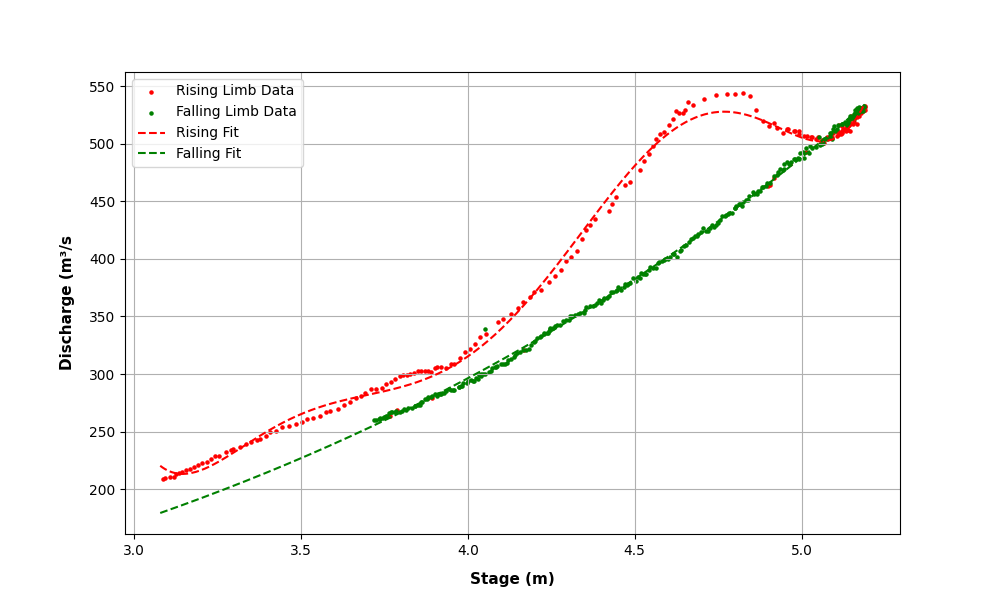 550
500
450
400
350
300
250
200
3.0
3.5
4.0
4.5
5.0
Discharge (m³/s)
Stage (m)
Rising Limb Data
Falling Limb Data
Rising Fit
Falling Fit